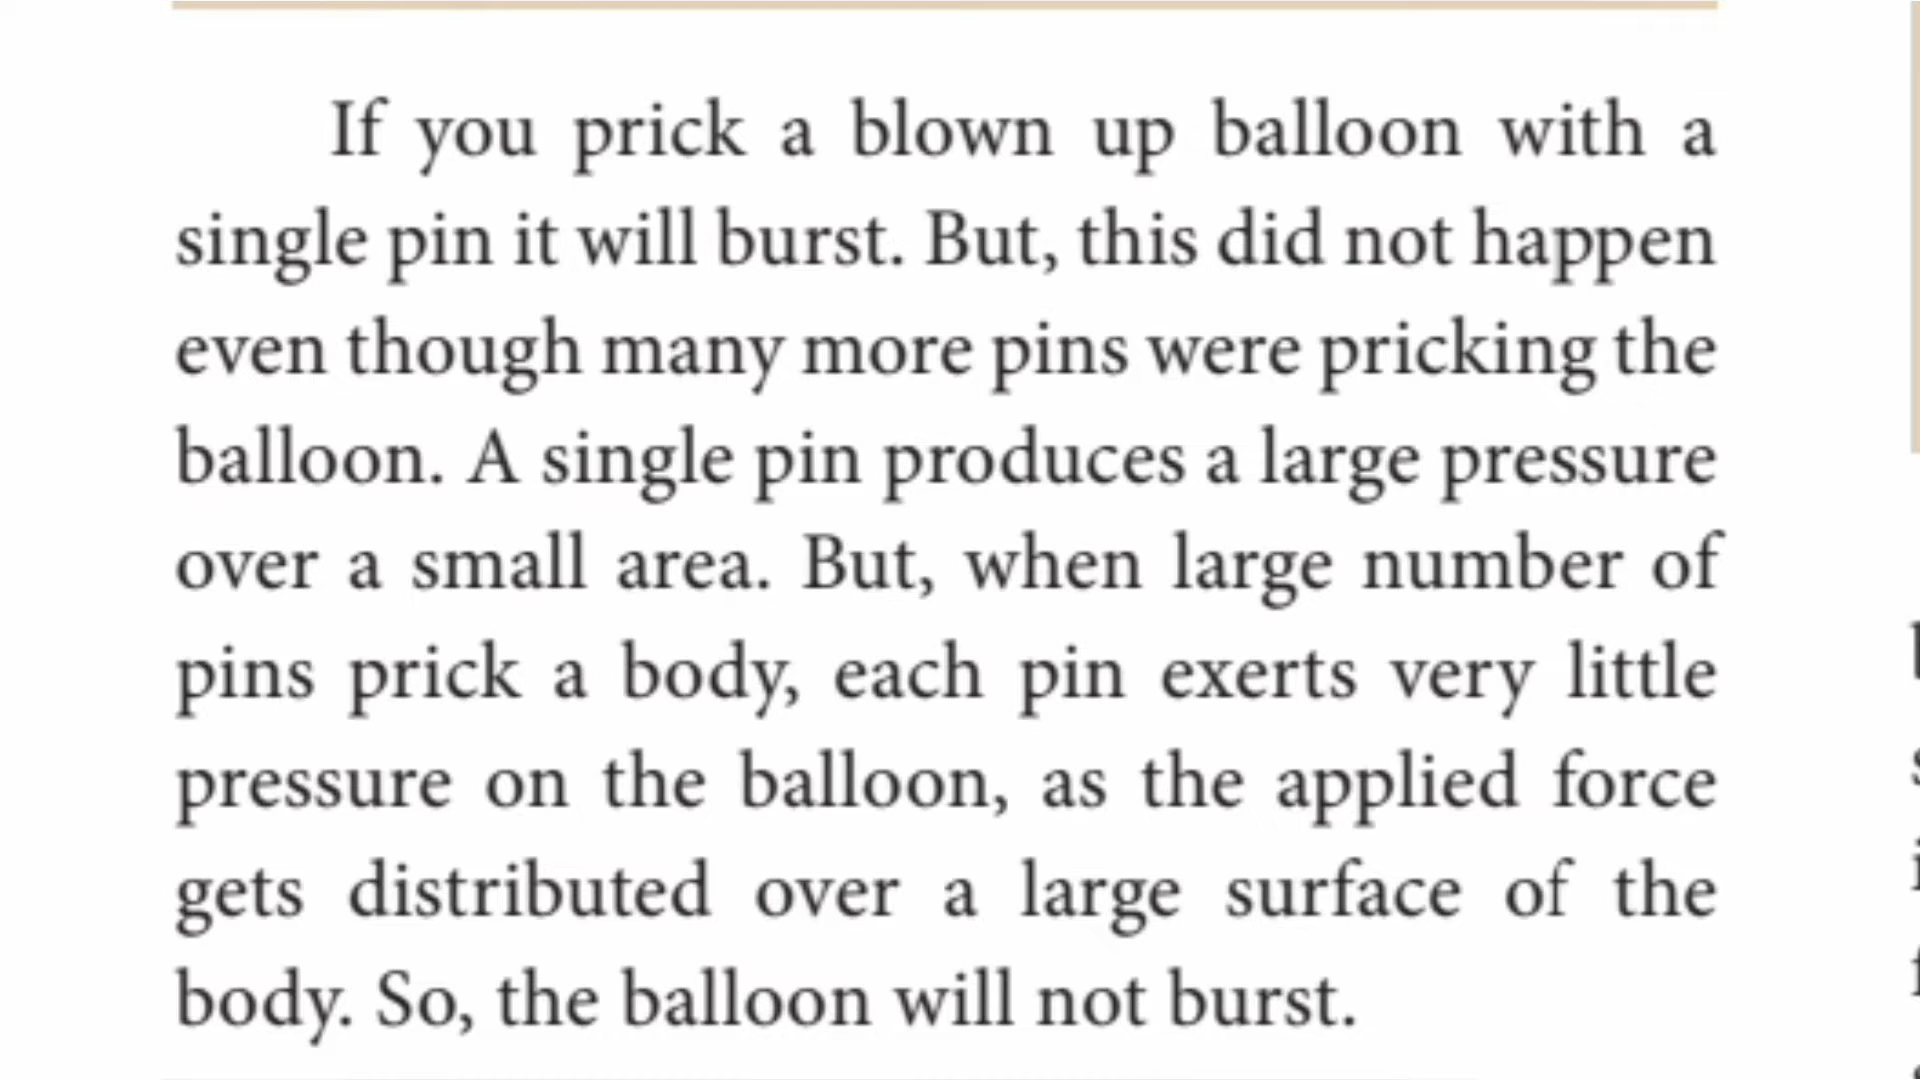 If you prick a blown up balloon with a
single pin it will burst. But, this did not happen
even though many more pins were pricking the
balloon. A single pin produces a large pressure
over a small area. But, when large number of
pins prick a body, each pin exerts very little
pressure on the balloon, as the applied force
gets distributed over a large surface of the
body. So, the balloon will not burst.